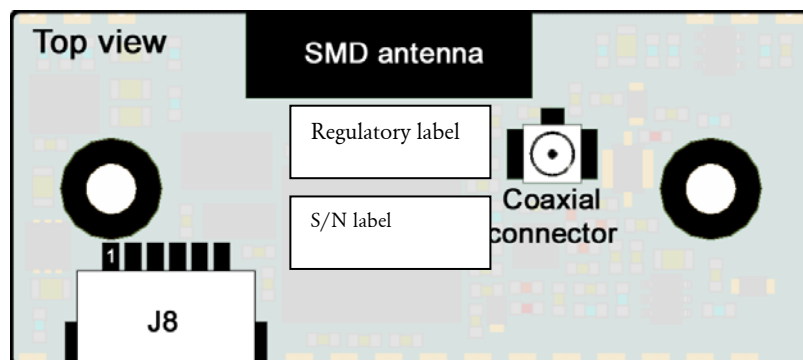 Top view
SMD antenna
Regulatory label
S/N label
Coaxial
connector
1
J8